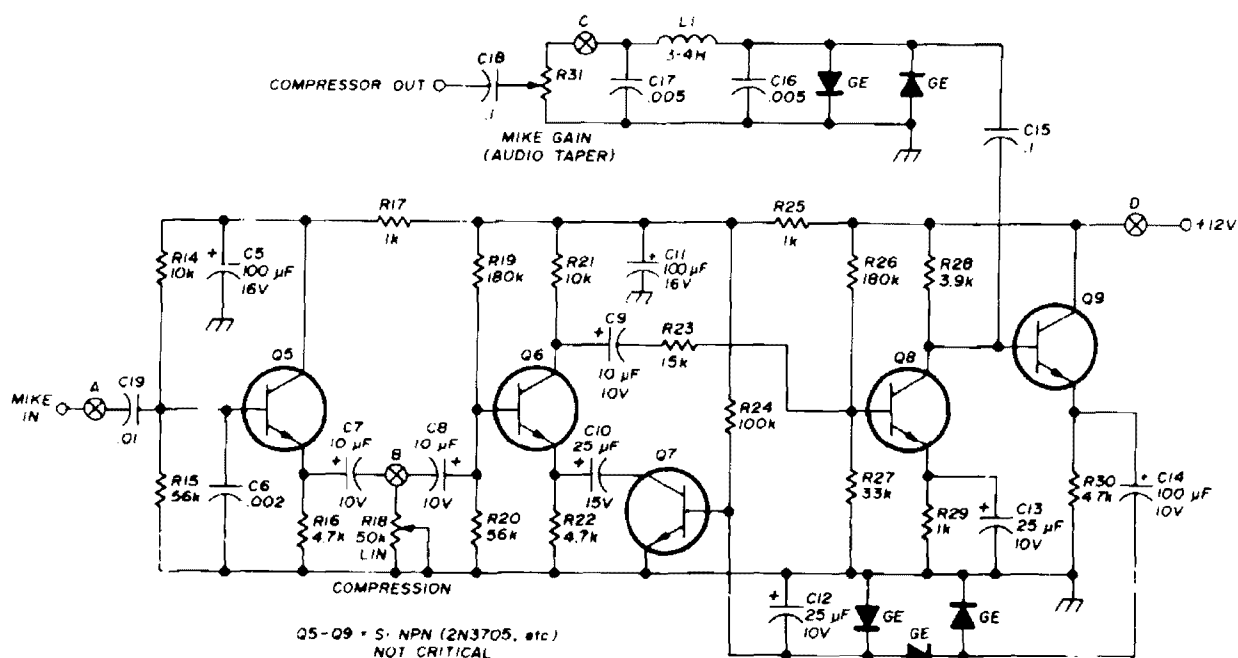 C
L1
3-4H
C18
.1
R31
C17
.005
C16
.005
GE
GE
COMPRESSOR OUT
MIKE GAIN
(AUDIO TAPER)
C15
.1
R17
1k
R25
1k
D
+12V
R14
10k
+
C5
100 µF
16V
R19
180k
R21
10k
+
C11
100 µF
16V
R26
180k
R28
3.9k
Q9
Q5
Q6
+
C9
10 µF
10V
R23
15k
Q8
MIKE
IN
A
C19
.01
R24
100k
C7
10 µF
+
10V
B
C8
10 µF
+
10V
C10
25 µF
+
15V
Q7
R15
56k
C6
.002
R16
4.7k
R18
50k
LIN
R20
56k
R22
4.7k
R27
33k
R29
1k
+
C13
25 µF
10V
R30
4.7k
C14
+
100 µF
10V
COMPRESSION
+
C12
25 µF
10V
GE
GE
GE
Q5-Q9 = Si NPN (2N3705, etc)
NOT CRITICAL